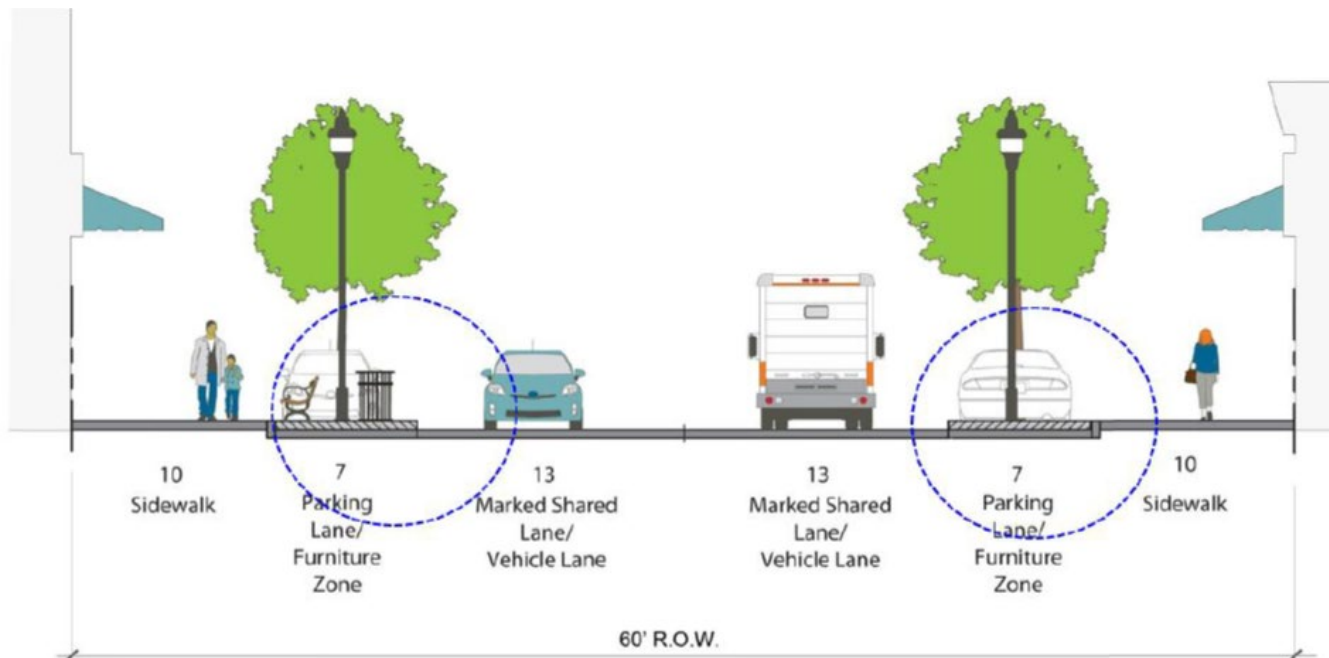 10
Sidewalk
7
Parking
Lane/
Furniture
Zone
13
Marked Shared
Lane/
Vehicle Lane
13
Marked Shared
Lane/
Vehicle Lane
7
Parking
Lane/
Furniture
Zone
10
Sidewalk
60' R.O.W.